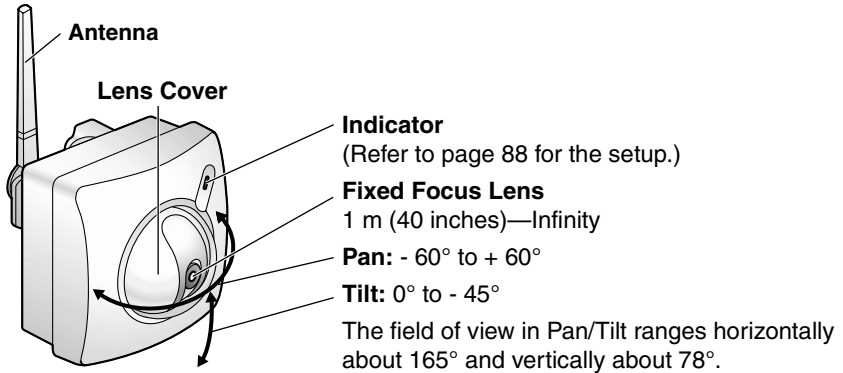 Antenna
Lens Cover
Indicator
(Refer to page 88 for the setup.)
Fixed Focus Lens
1 m (40 inches)—Infinity
Pan: - 60° to + 60°
Tilt: 0° to - 45°
The field of view in Pan/Tilt ranges horizontally
about 165° and vertically about 78°.